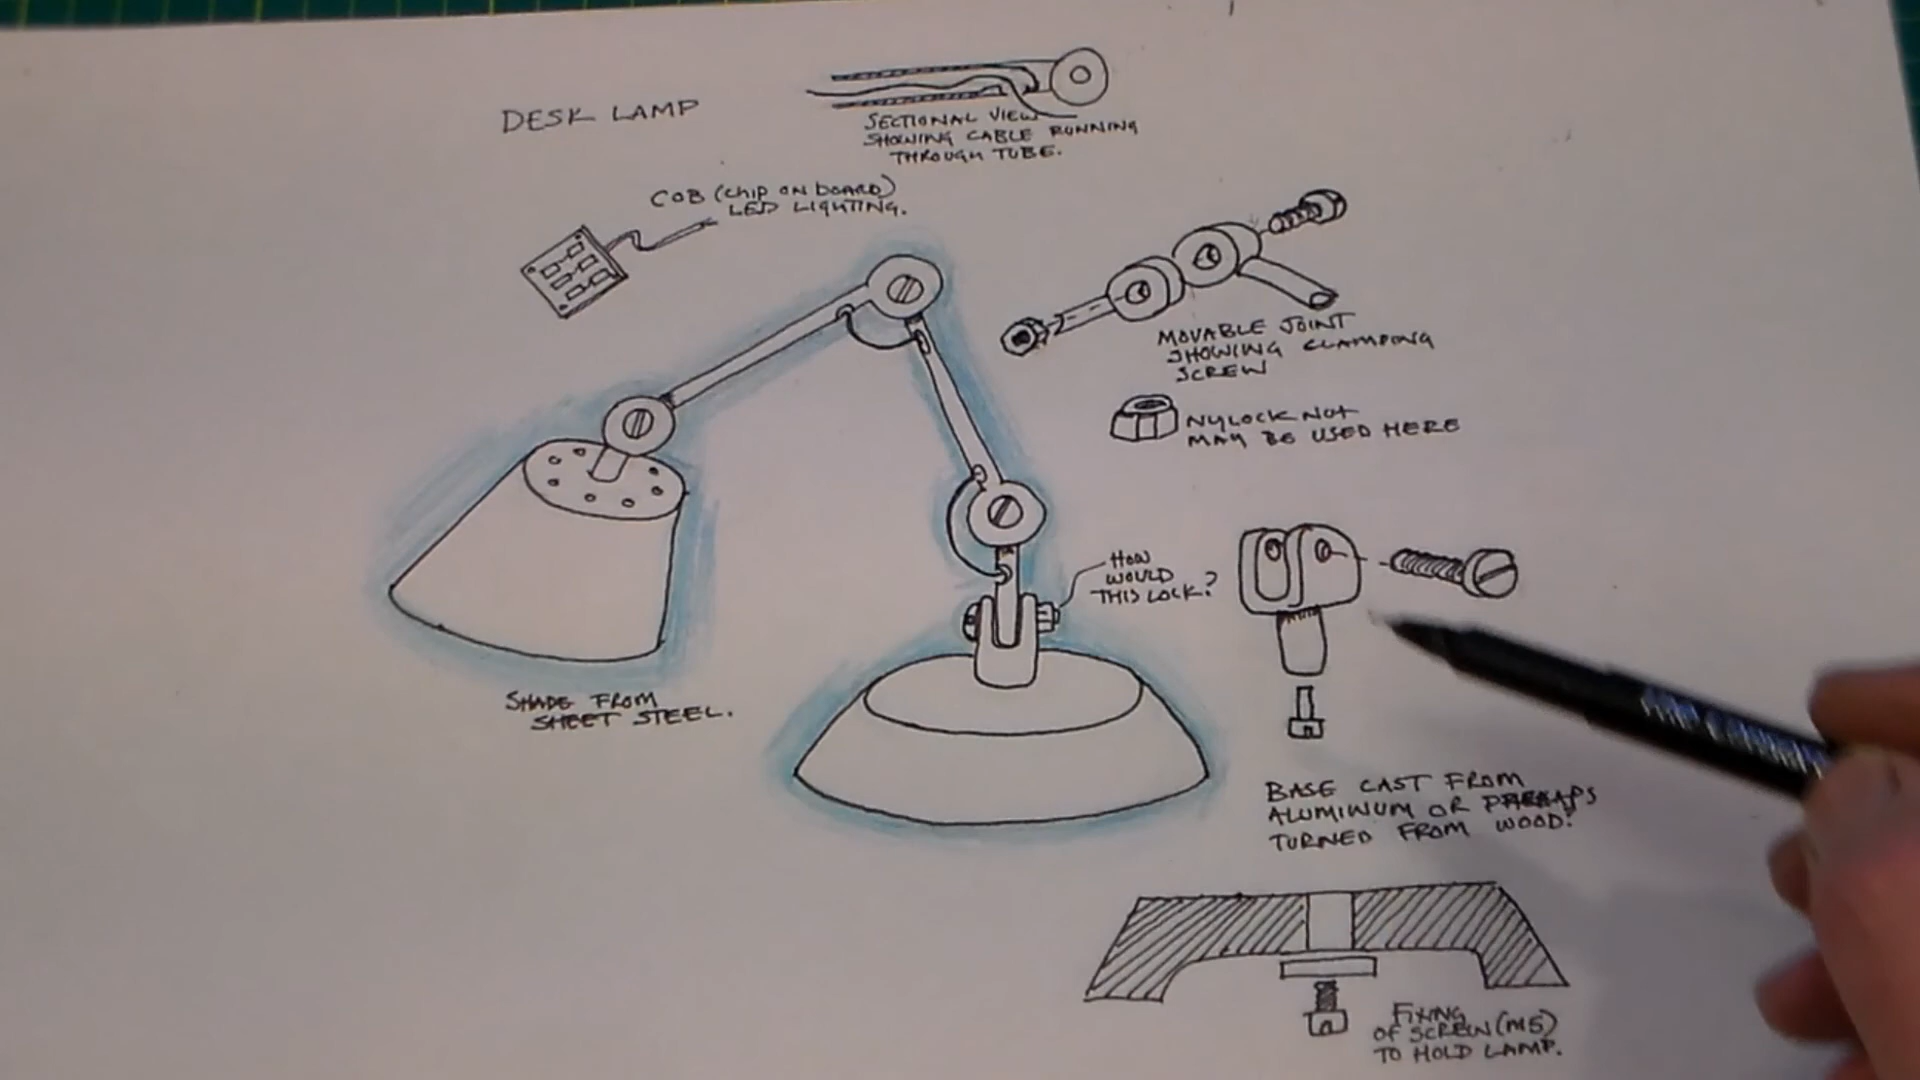 DESK LAMP
SECTIONAL VIEW
SHOWING CABLE RUNNING
THROUGH TUBE.
COB (CHIP ON BOARD)
LED LIGHTING.
MOVABLE JOINT
SHOWING CLAMPING
SCREW
NYLOCK NUT
MAY BE USED HERE
HOW
WOULD
THIS LOCK?
SHADE FROM
SHEET STEEL.
BASE CAST FROM
ALUMINIUM OR PERHAPS
TURNED FROM WOOD?
FIXING
OF SCREW (M5)
TO HOLD LAMP.